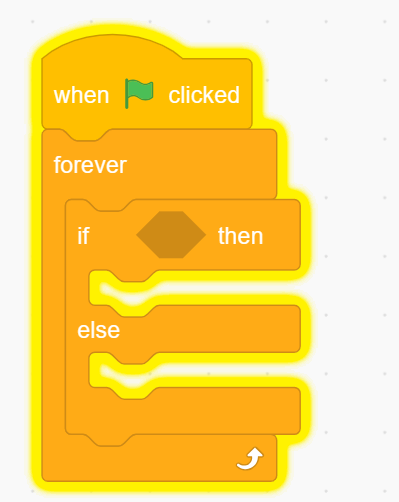 when clicked
forever
if then
else